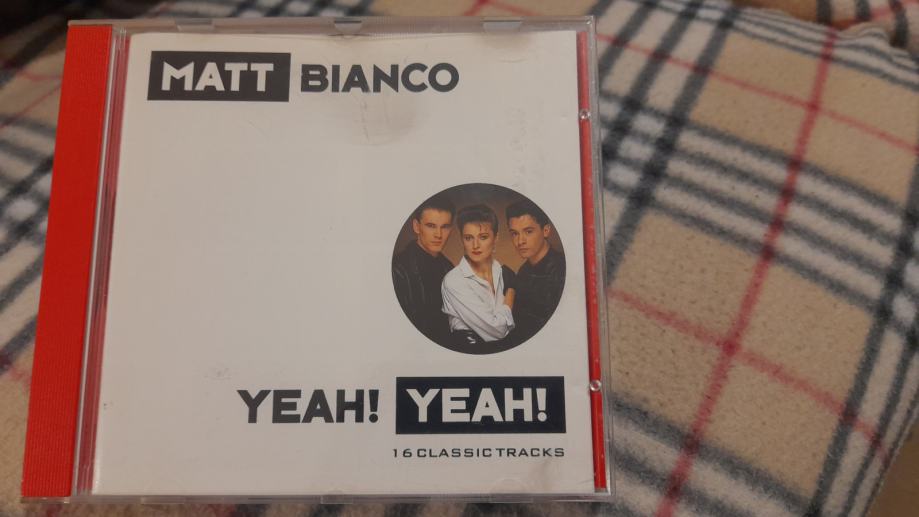 MATT BIANCO
YEAH! YEAH!
16 CLASSIC TRACKS